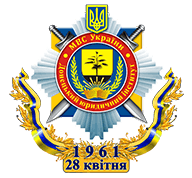 МВС України
Донецький юридичний інститут
1961
28 квітня